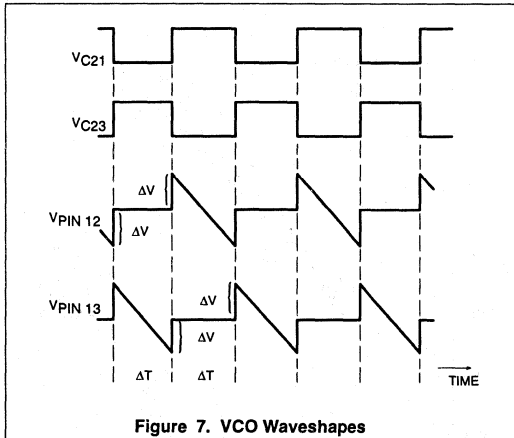 VC21
VC23
ΔV
VPIN 12
ΔV
ΔV
VPIN 13
ΔV
ΔT ΔT
TIME
Figure 7. VCO Waveshapes